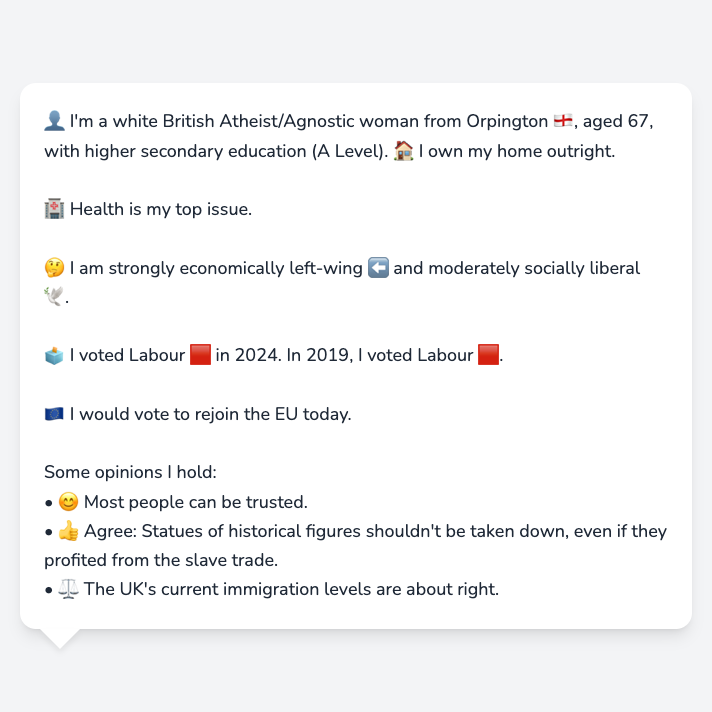 👤 I'm a white British Atheist/Agnostic woman from Orpington 🏴󠁧󠁢󠁥󠁮󠁧󠁿, aged 67,
with higher secondary education (A Level). 🏠 I own my home outright.
🏥 Health is my top issue.
🤔 I am strongly economically left-wing ⬅️ and moderately socially liberal
🕊️.
🗳️ I voted Labour 🟥 in 2024. In 2019, I voted Labour 🟥.
🇪🇺 I would vote to rejoin the EU today.
Some opinions I hold:
• 😊 Most people can be trusted.
• 👍 Agree: Statues of historical figures shouldn't be taken down, even if they
profited from the slave trade.
• ⚖️ The UK's current immigration levels are about right.